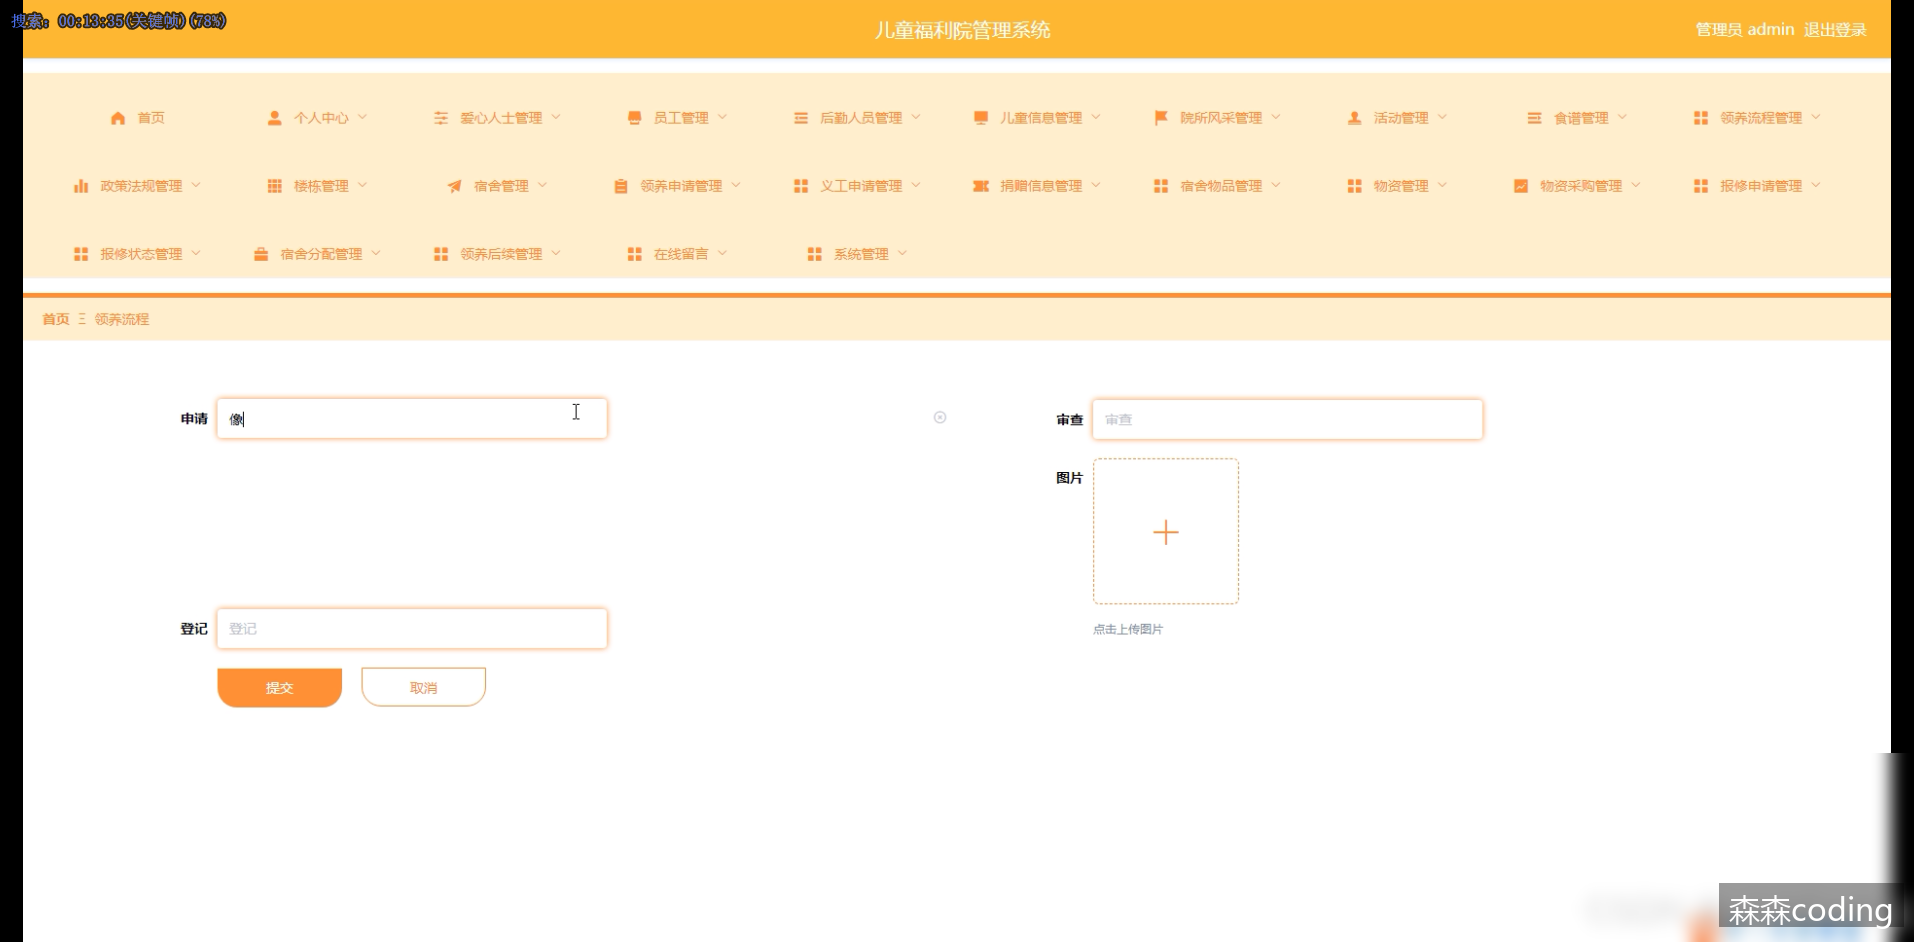 搜索: 00:13:35(关键帧)(78%)
儿童福利院管理系统
管理员 admin 退出登录
首页 个人中心 爱心人士管理 员工管理 后勤人员管理 儿童信息管理 院所风采管理 活动管理 食谱管理 领养流程管理
政策法规管理 楼栋管理 宿舍管理 领养申请管理 义工申请管理 捐赠信息管理 宿舍物品管理 物资管理 物资采购管理 报修申请管理
报修状态管理 宿舍分配管理 领养后续管理 在线留言 系统管理
首页 Ξ 领养流程
申请 像 审查 审查
图片
登记 登记 点击上传图片
提交 取消
森森coding